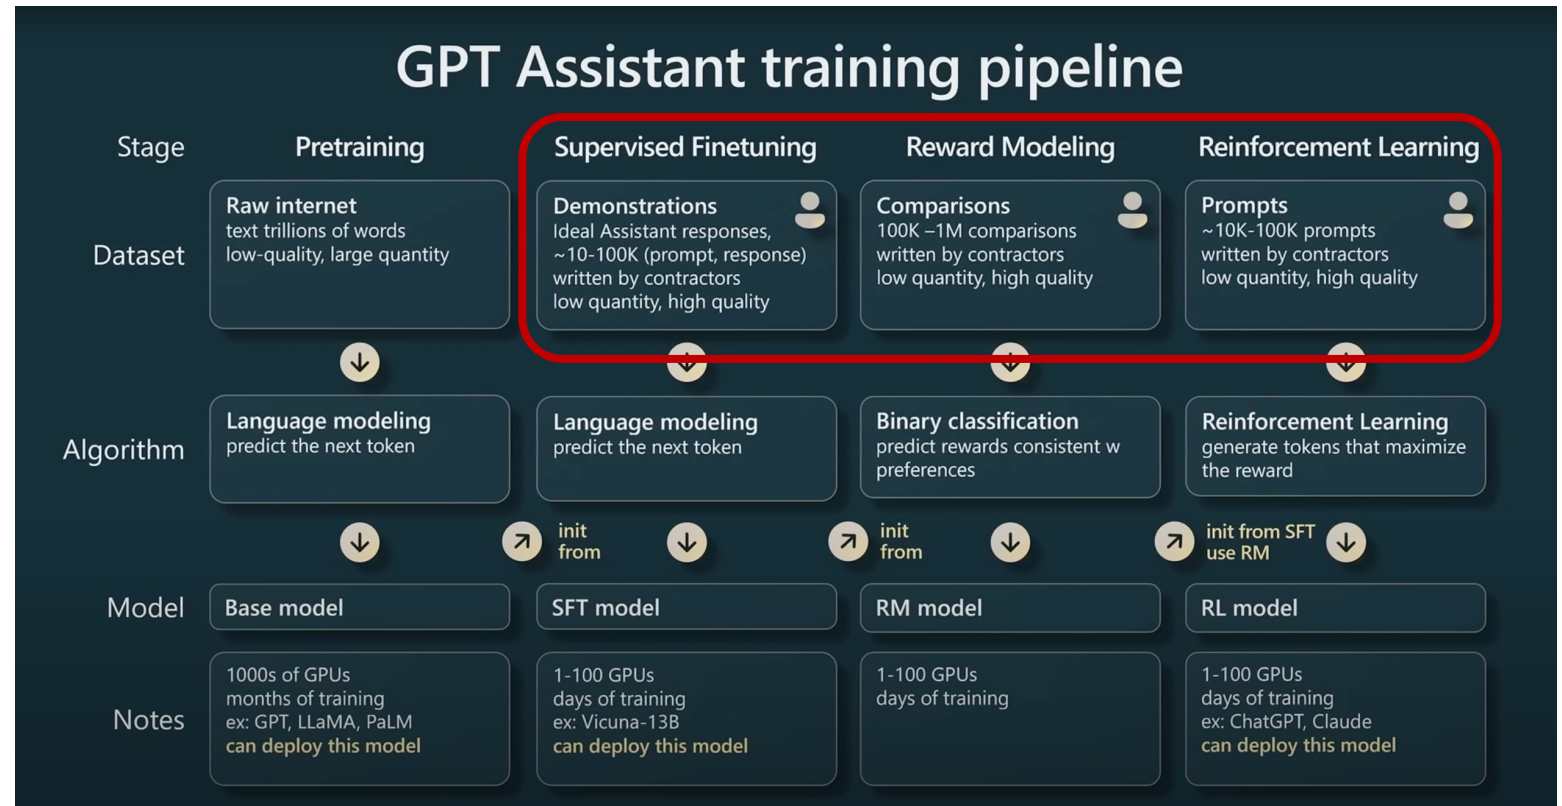 GPT Assistant training pipeline
Stage
Pretraining
Supervised Finetuning
Reward Modeling
Reinforcement Learning
Dataset
Raw internet
text trillions of words
low-quality, large quantity
Demonstrations
Ideal Assistant responses,
~10-100K (prompt, response)
written by contractors
low quantity, high quality
Comparisons
100K –1M comparisons
written by contractors
low quantity, high quality
Prompts
~10K-100K prompts
written by contractors
low quantity, high quality
Algorithm
Language modeling
predict the next token
Language modeling
predict the next token
Binary classification
predict rewards consistent w
preferences
Reinforcement Learning
generate tokens that maximize
the reward
init
from
init
from
init from SFT
use RM
Model
Base model
SFT model
RM model
RL model
Notes
1000s of GPUs
months of training
ex: GPT, LLaMA, PaLM
can deploy this model
1-100 GPUs
days of training
ex: Vicuna-13B
can deploy this model
1-100 GPUs
days of training
1-100 GPUs
days of training
ex: ChatGPT, Claude
can deploy this model